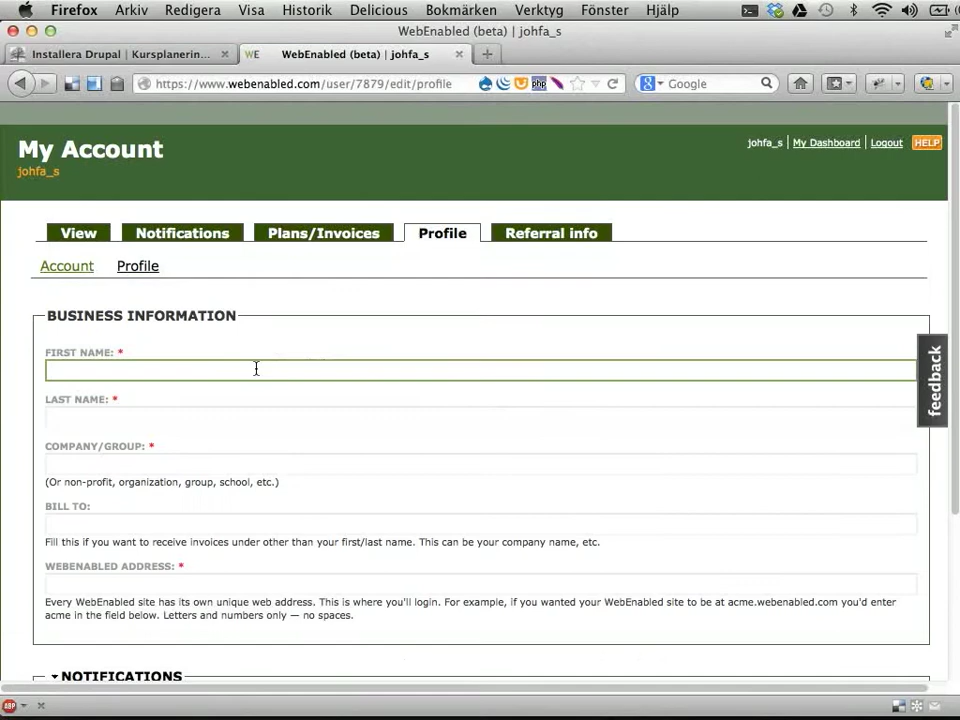 Firefox Arkiv Redigera Visa Historik Delicious Bokmärken Verktyg Fönster Hjälp
WebEnabled (beta) | johfa_s
Installera Drupal | Kursplanerin... × WE WebEnabled (beta) | johfa_s × +
https://www.webenabled.com/user/7879/edit/profile php Google
My Account
johfa_s
johfa_s | My Dashboard | Logout HELP
View Notifications Plans/Invoices Profile Referral info
Account Profile
BUSINESS INFORMATION
FIRST NAME: *
LAST NAME: *
COMPANY/GROUP: *
(Or non-profit, organization, group, school, etc.)
BILL TO:
Fill this if you want to receive invoices under other than your first/last name. This can be your company name, etc.
WEBENABLED ADDRESS: *
Every WebEnabled site has its own unique web address. This is where you'll login. For example, if you wanted your WebEnabled site to be at acme.webenabled.com you'd enter
acme in the field below. Letters and numbers only — no spaces.
NOTIFICATIONS
feedback
ABP ×